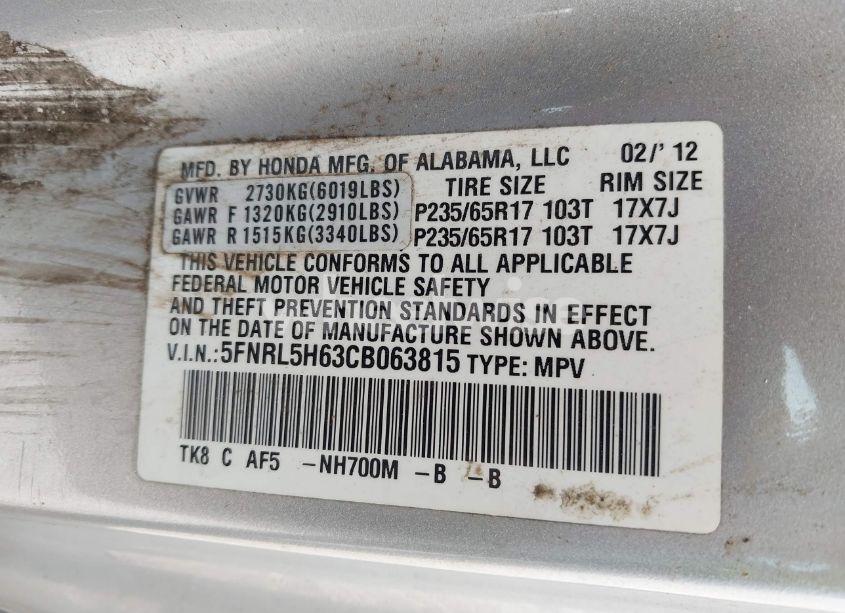 MFD. BY HONDA MFG. OF ALABAMA, LLC 02/' 12
GVWR 2730KG(6019LBS) TIRE SIZE RIM SIZE
GAWR F 1320KG(2910LBS) P235/65R17 103T 17X7J
GAWR R 1515KG(3340LBS) P235/65R17 103T 17X7J
THIS VEHICLE CONFORMS TO ALL APPLICABLE
FEDERAL MOTOR VEHICLE SAFETY
AND THEFT PREVENTION STANDARDS IN EFFECT
ON THE DATE OF MANUFACTURE SHOWN ABOVE.
V.I.N.:5FNRL5H63CB063815 TYPE: MPV
TK8 C AF5 -NH700M -B -B